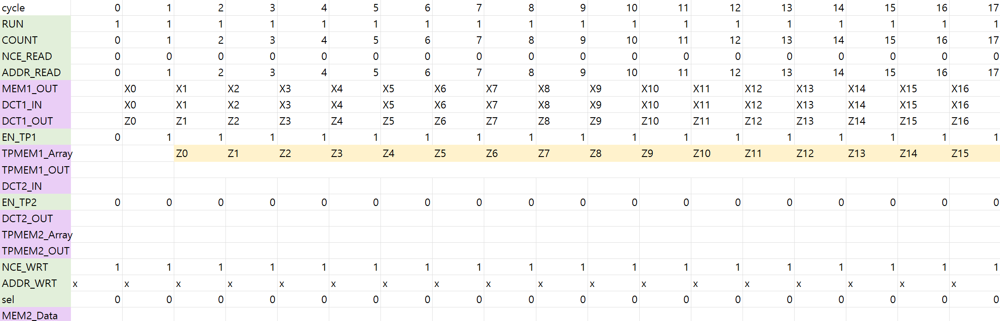 cycle 0 1 2 3 4 5 6 7 8 9 10 11 12 13 14 15 16 17
RUN 1 1 1 1 1 1 1 1 1 1 1 1 1 1 1 1 1 1
COUNT 0 1 2 3 4 5 6 7 8 9 10 11 12 13 14 15 16 17
NCE_READ 0 0 0 0 0 0 0 0 0 0 0 0 0 0 0 0 0 0
ADDR_READ 0 1 2 3 4 5 6 7 8 9 10 11 12 13 14 15 16 17
MEM1_OUT X0 X1 X2 X3 X4 X5 X6 X7 X8 X9 X10 X11 X12 X13 X14 X15 X16
DCT1_IN X0 X1 X2 X3 X4 X5 X6 X7 X8 X9 X10 X11 X12 X13 X14 X15 X16
DCT1_OUT Z0 Z1 Z2 Z3 Z4 Z5 Z6 Z7 Z8 Z9 Z10 Z11 Z12 Z13 Z14 Z15 Z16
EN_TP1 0 1 1 1 1 1 1 1 1 1 1 1 1 1 1 1 1 1
TPMEM1_Array Z0 Z1 Z2 Z3 Z4 Z5 Z6 Z7 Z8 Z9 Z10 Z11 Z12 Z13 Z14 Z15
TPMEM1_OUT
DCT2_IN
EN_TP2 0 0 0 0 0 0 0 0 0 0 0 0 0 0 0 0 0 0
DCT2_OUT
TPMEM2_Array
TPMEM2_OUT
NCE_WRT 1 1 1 1 1 1 1 1 1 1 1 1 1 1 1 1 1 1
ADDR_WRT x x x x x x x x x x x x x x x x x x
sel 0 0 0 0 0 0 0 0 0 0 0 0 0 0 0 0 0 0
MEM2_Data